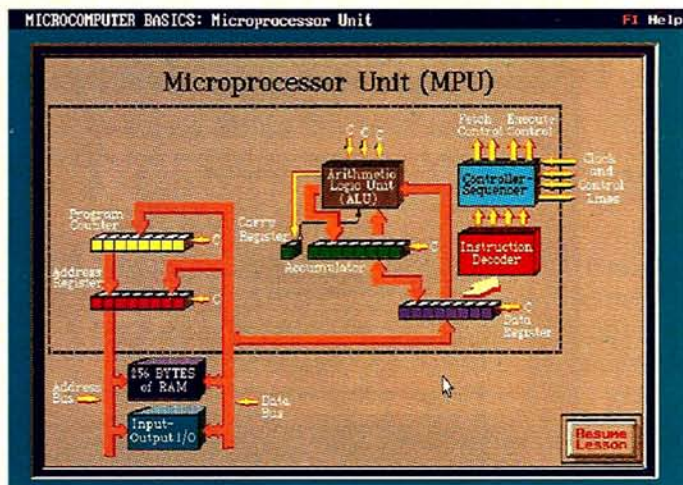 MICROCOMPUTER BASICS: Microprocessor Unit
F1 Help
Microprocessor Unit (MPU)
Fetch
Control
Execute
Control
C C C
Arithmetic
Logic Unit
(ALU)
Controller-
Sequencer
Clock
and
Control
Lines
Program
Counter
C
Carry
Register
C
Accumulator
C
Instruction
Decoder
Address
Register
C
C
Data
Register
256 BYTES
of RAM
Address
Bus
Data
Bus
Input-
Output I/O
Resume
Lesson